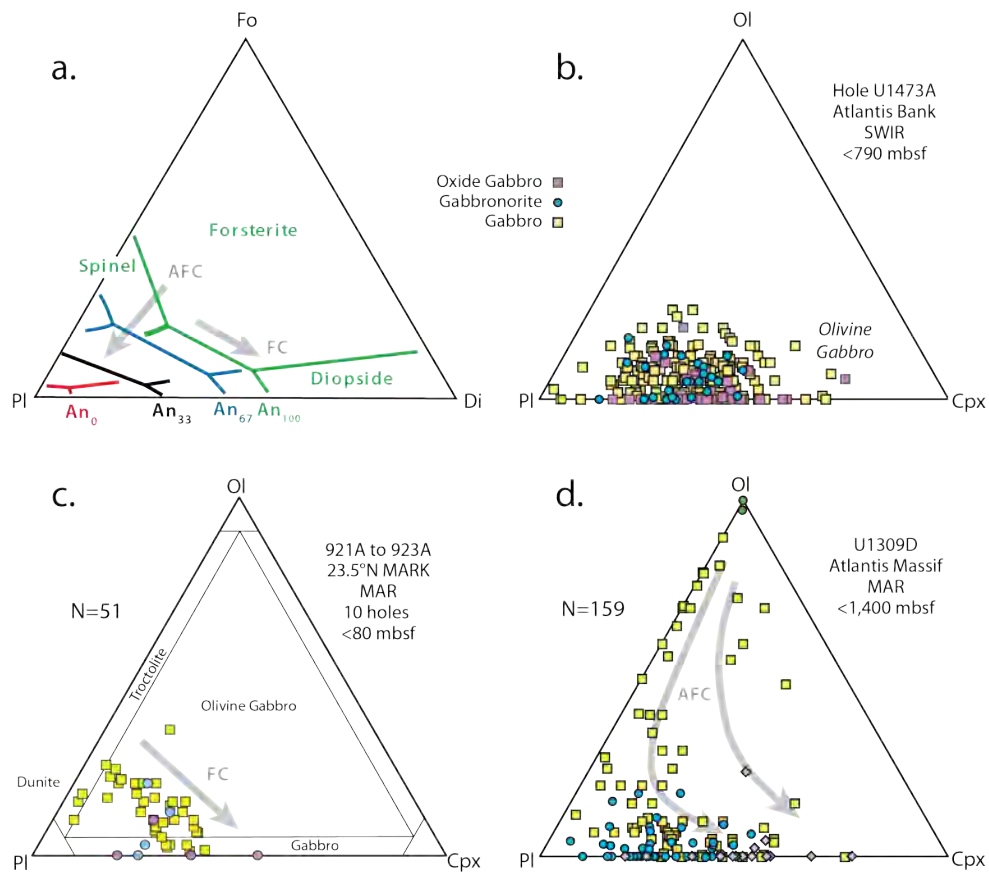 Fo
a.
Forsterite
Spinel
AFC
FC
Diopside
Pl
Di
An0
An33
An67
An100
Ol
b.
Hole U1473A
Atlantis Bank
SWIR
<790 mbsf
Oxide Gabbro
Gabbronorite
Gabbro
Olivine
Gabbro
Pl
Cpx
Ol
c.
921A to 923A
23.5°N MARK
MAR
10 holes
<80 mbsf
N=51
Troctolite
Olivine Gabbro
FC
Dunite
Gabbro
Pl
Cpx
Ol
d.
U1309D
Atlantis Massif
MAR
<1,400 mbsf
N=159
AFC
Pl
Cpx